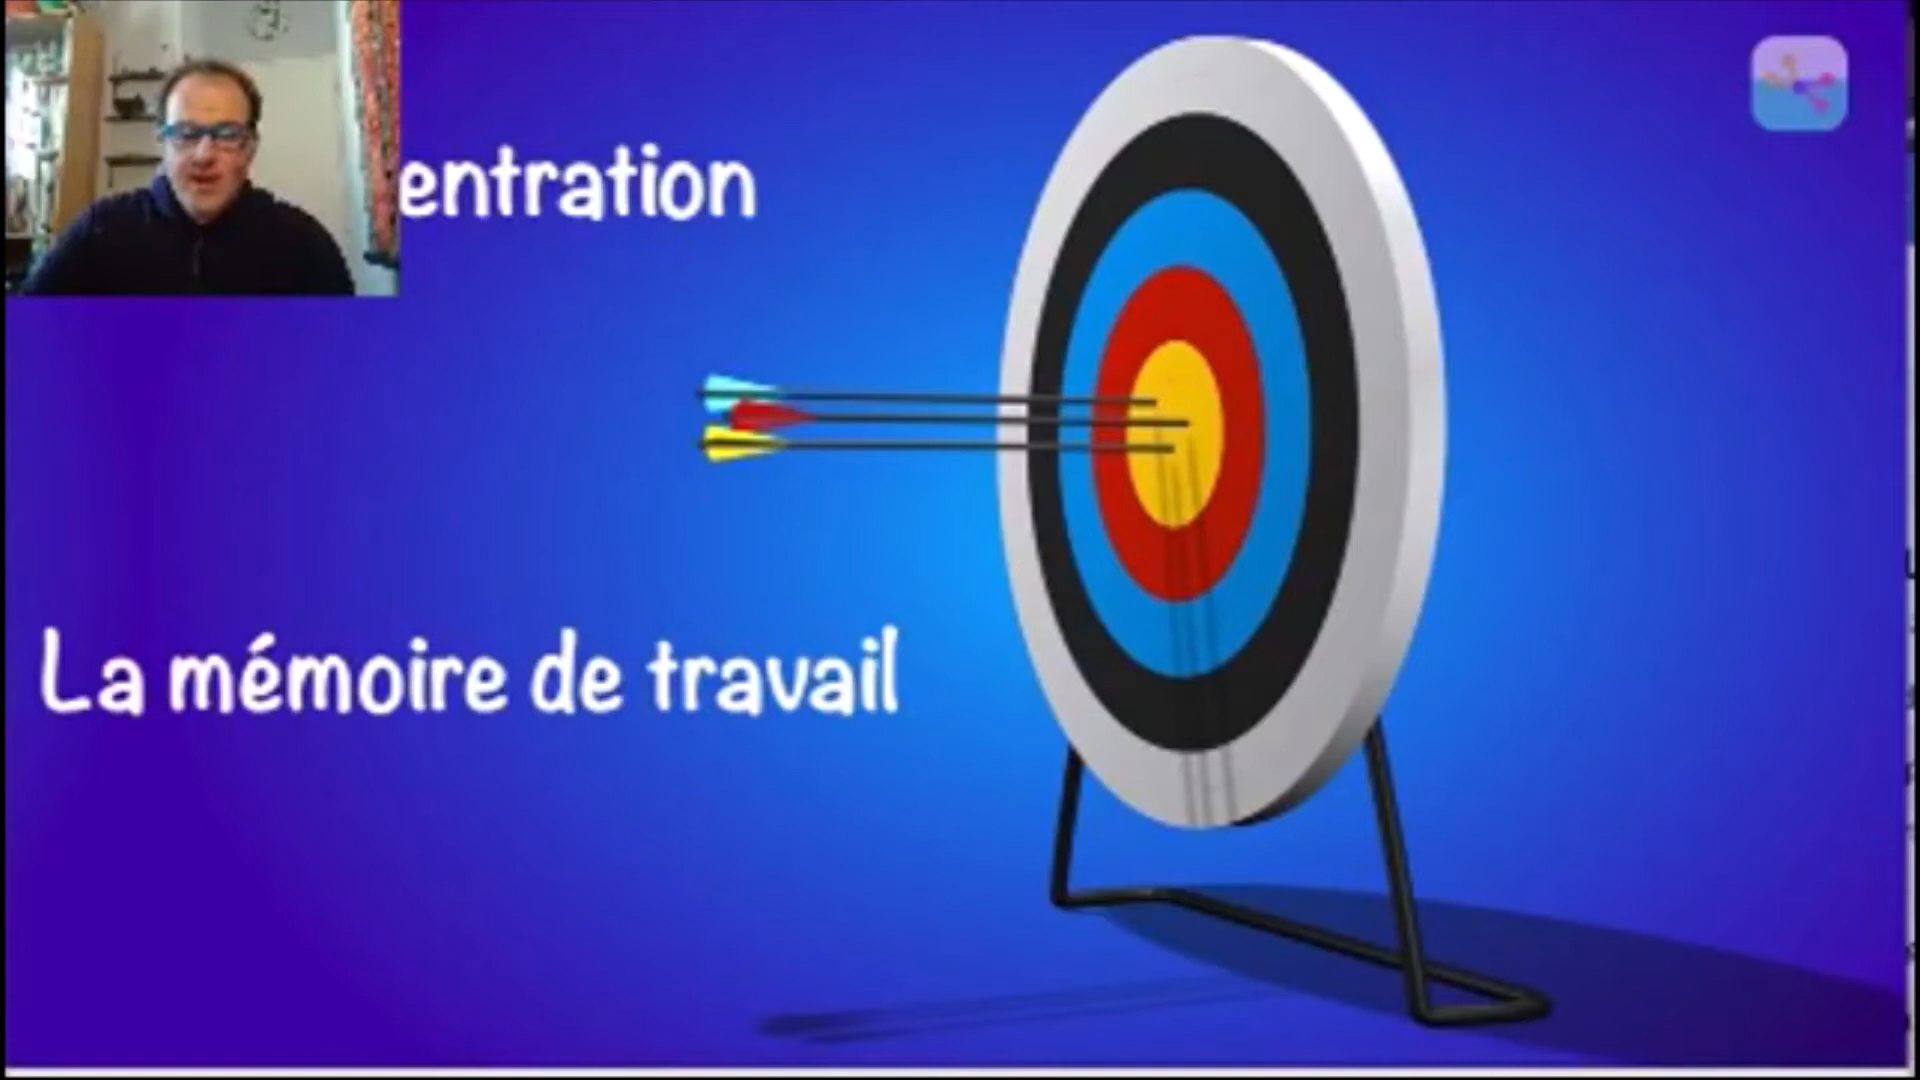 entration
La mémoire de travail